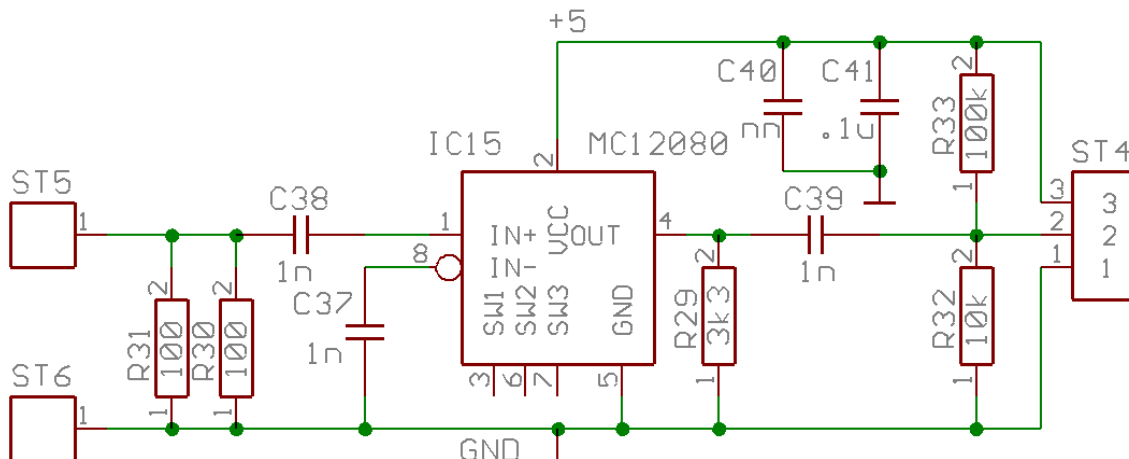 +5
C40
C41
nn
.1u
R33
100k
2
1
IC15
MC12080
2
ST4
ST5
1
C38
1n
1
8
IN+
IN-
VCC
OUT
4
C39
1n
3
2
1
3
2
1
C37
1n
SW1
SW2
SW3
GND
3
6
7
5
R31
100
2
1
R30
100
2
1
R29
3k3
2
1
R32
10k
2
1
ST6
1
GND